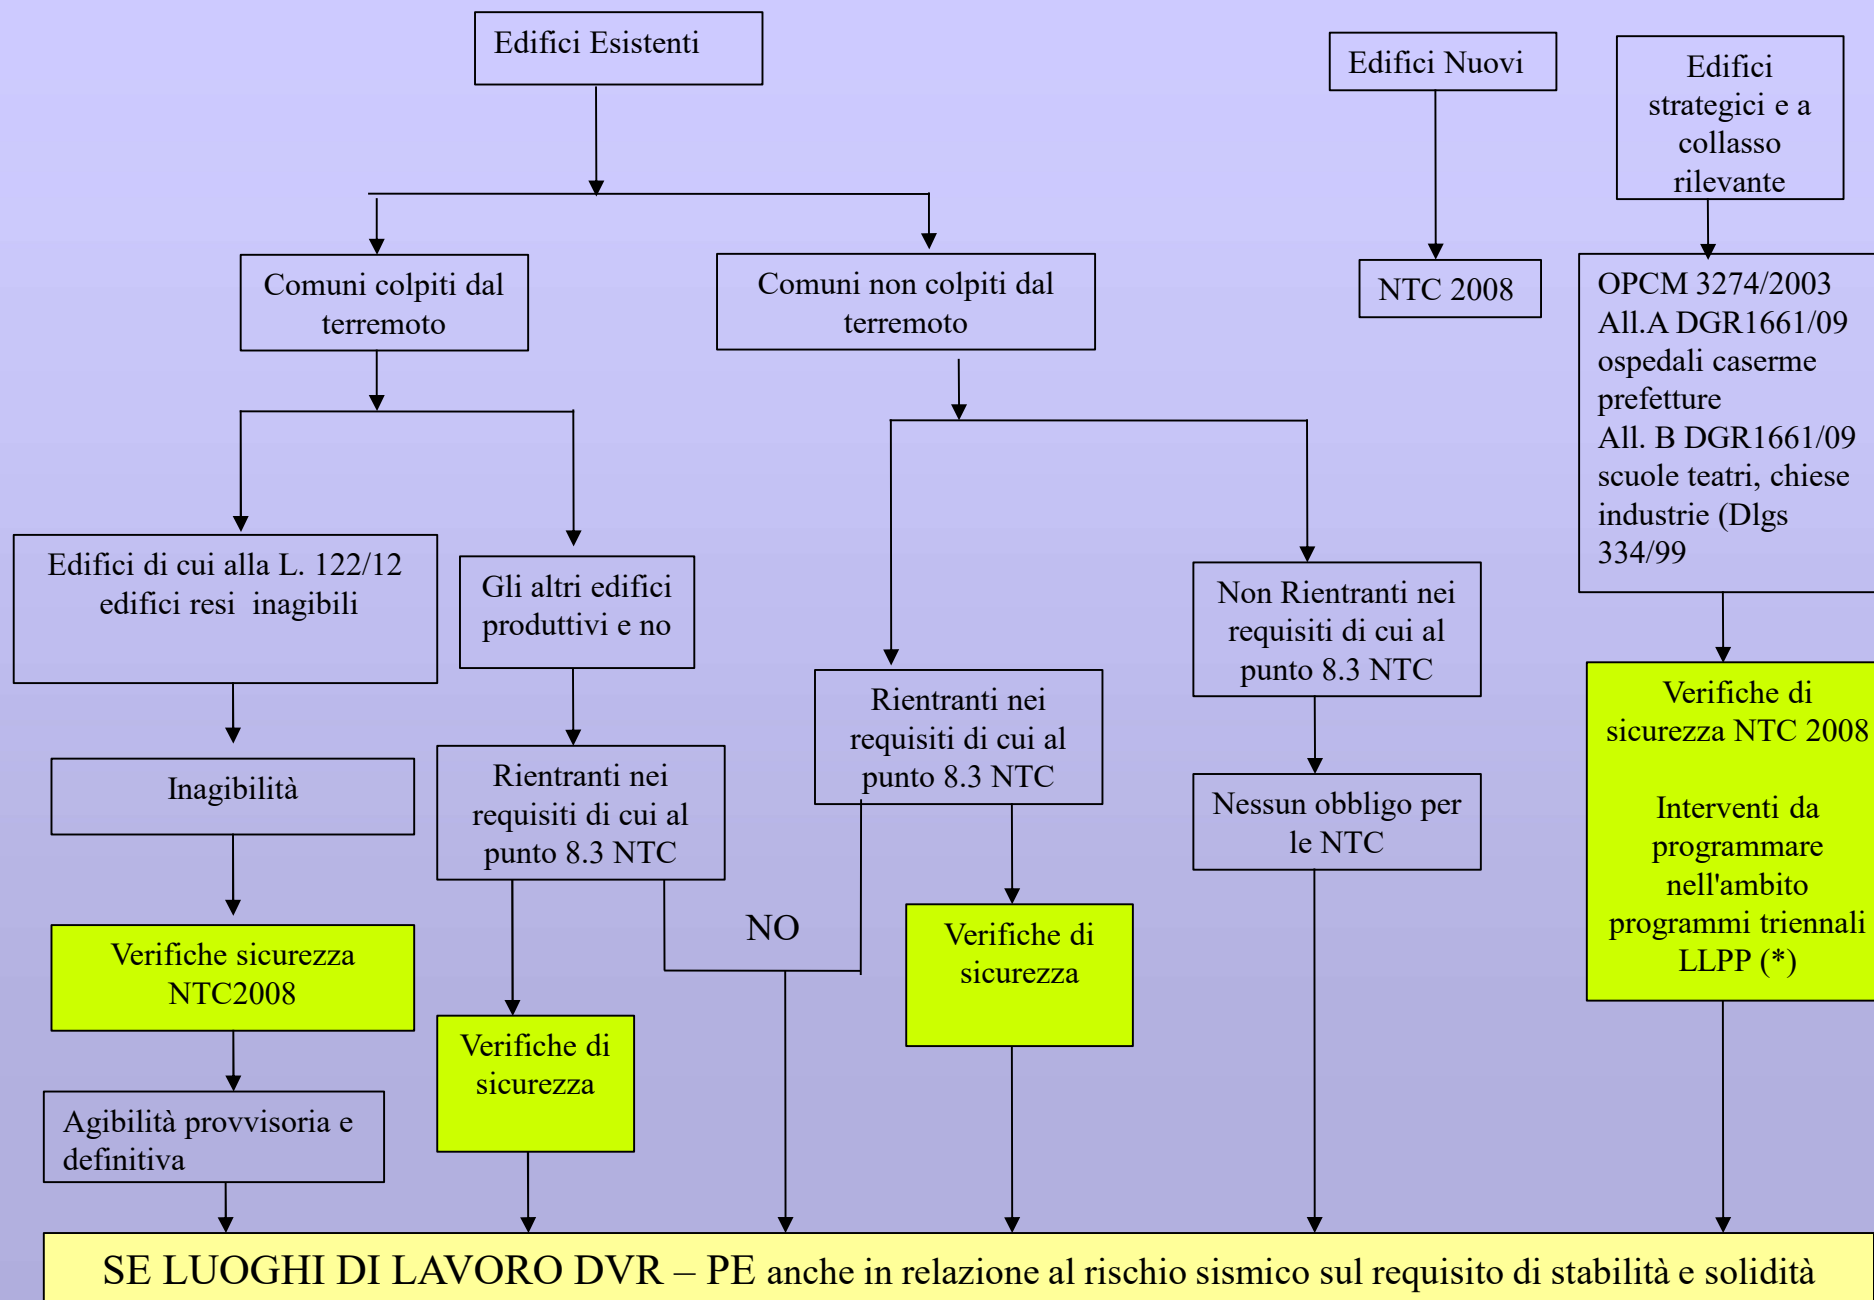 Edifici Esistenti
Edifici Nuovi
Edifici
strategici e a
collasso
rilevante
Comuni colpiti dal
terremoto
Comuni non colpiti dal
terremoto
NTC 2008
OPCM 3274/2003
All.A DGR1661/09
ospedali caserme
prefetture
All. B DGR1661/09
scuole teatri, chiese
industrie (Dlgs
334/99
Edifici di cui alla L. 122/12
edifici resi  inagibili
Gli altri edifici
produttivi e no
Non Rientranti nei
requisiti di cui al
punto 8.3 NTC
Rientranti nei
requisiti di cui al
punto 8.3 NTC
Verifiche di
sicurezza NTC 2008
Interventi da
programmare
nell'ambito
programmi triennali
LLPP (*)
Inagibilità
Rientranti nei
requisiti di cui al
punto 8.3 NTC
Nessun obbligo per
le NTC
NO
Verifiche sicurezza
NTC2008
Verifiche di
sicurezza
Verifiche di
sicurezza
Agibilità provvisoria e
definitiva
SE LUOGHI DI LAVORO DVR – PE anche in relazione al rischio sismico sul requisito di stabilità e solidità